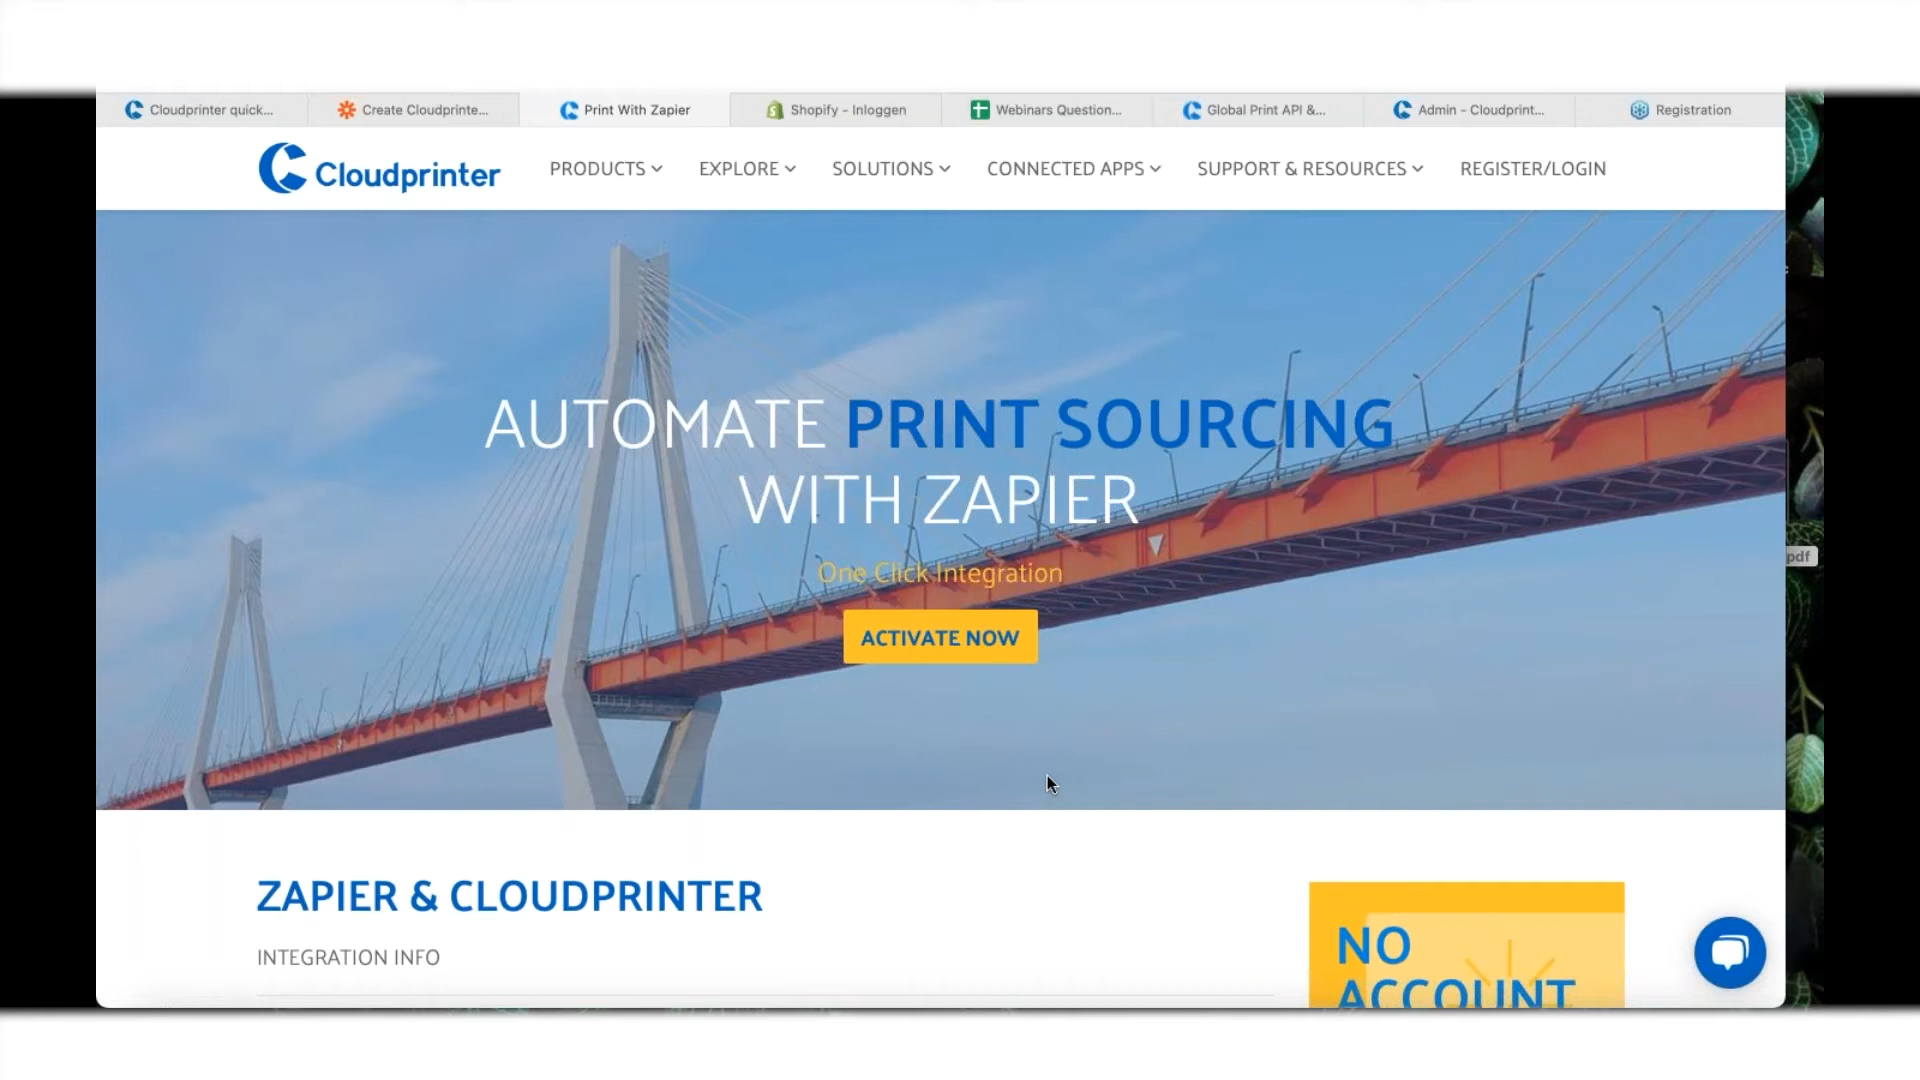 Cloudprinter quick...
Create Cloudprinte...
Print With Zapier
Shopify – Inloggen
Webinars Question...
Global Print API &...
Admin - Cloudprint...
Registration
Cloudprinter
PRODUCTS
EXPLORE
SOLUTIONS
CONNECTED APPS
SUPPORT & RESOURCES
REGISTER/LOGIN
AUTOMATE PRINT SOURCING
WITH ZAPIER
One Click Integration
ACTIVATE NOW
pdf
ZAPIER & CLOUDPRINTER
INTEGRATION INFO
NO
ACCOUNT